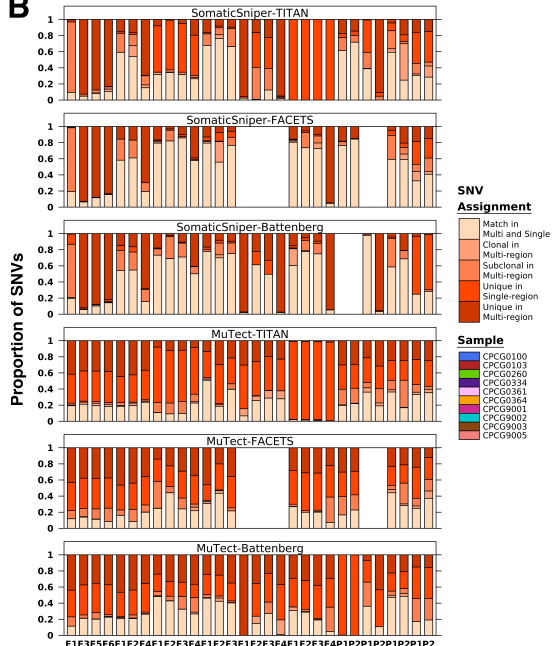 B
SomaticSniper-TITAN
1
0.8
0.6
0.4
0.2
0
SomaticSniper-FACETS
1
0.8
0.6
0.4
0.2
0
SomaticSniper-Battenberg
1
0.8
0.6
0.4
0.2
0
MuTect-TITAN
1
0.8
0.6
0.4
0.2
0
MuTect-FACETS
1
0.8
0.6
0.4
0.2
0
MuTect-Battenberg
1
0.8
0.6
0.4
0.2
0
Proportion of SNVs
F1F3F5F6F1F2F4F1F2F3F4F1F2F3F1F2F3F4F1F2F3F4P1P2P1P2P1P2P1P2
SNV
Assignment
Match in
Multi and Single
Clonal in
Multi-region
Subclonal in
Multi-region
Unique in
Single-region
Unique in
Multi-region
Sample
CPCG0100
CPCG0103
CPCG0260
CPCG0334
CPCG0361
CPCG0364
CPCG9001
CPCG9002
CPCG9003
CPCG9005